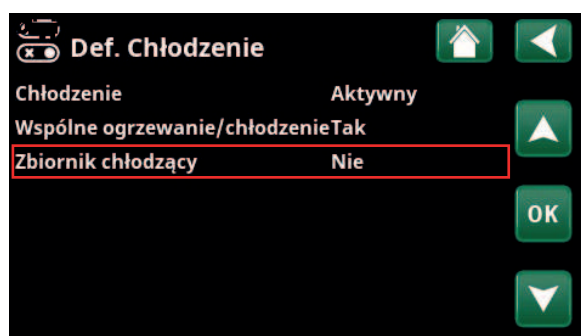 Def. Chłodzenie
Chłodzenie Aktywny
Wspólne ogrzewanie/chłodzenie Tak
Zbiornik chłodzący Nie
OK